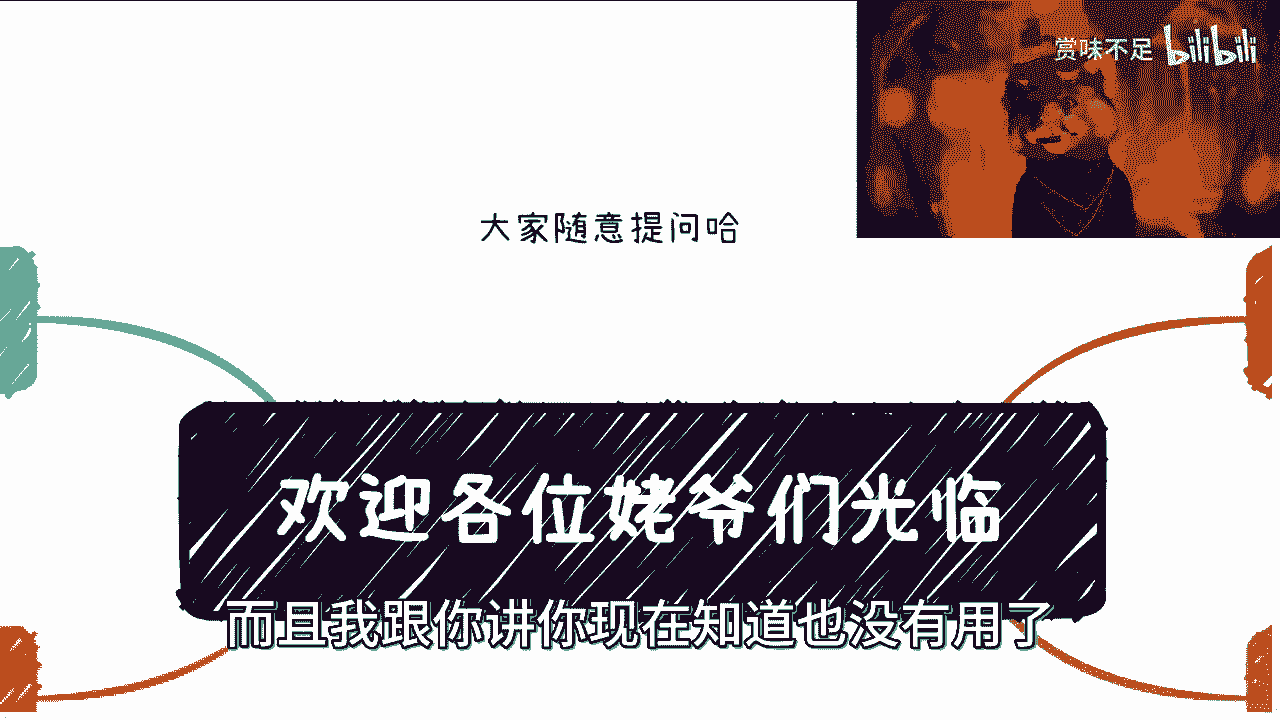 赏味不足 bilibili
大家随意提问哈
欢迎各位姥爷们光临
而且我跟你讲你现在知道也没有用了